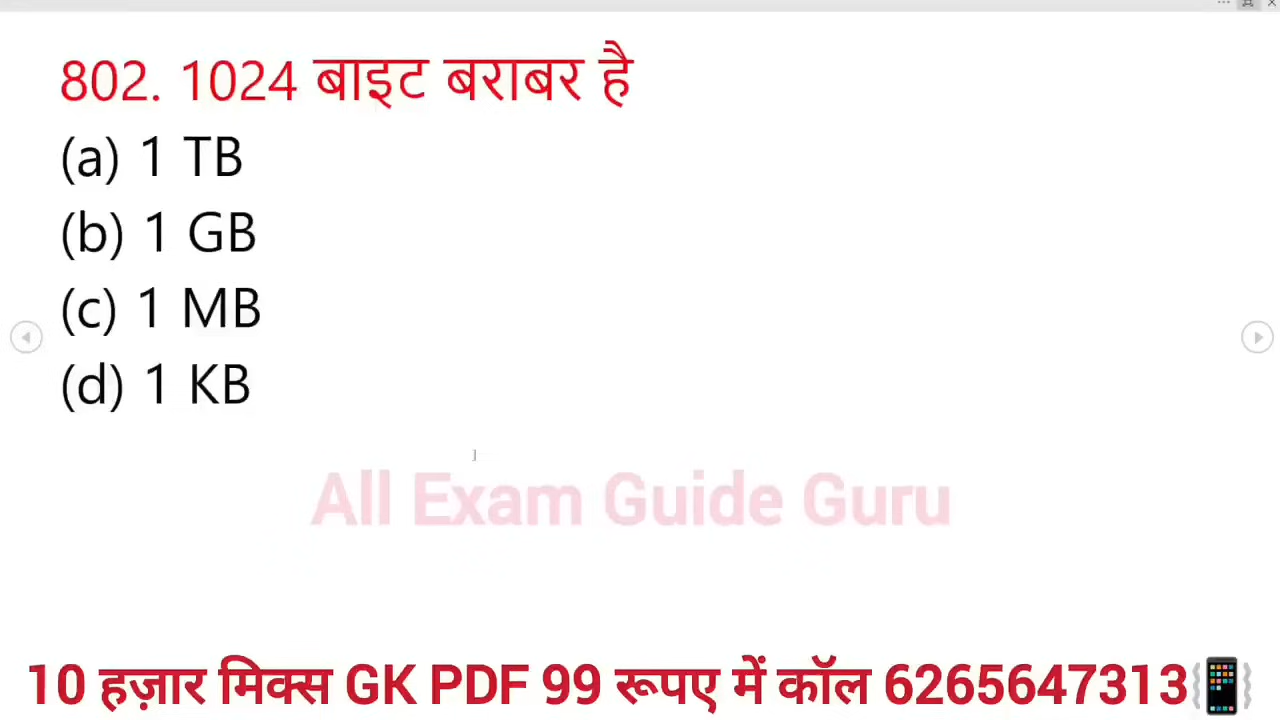 802. 1024 बाइट बराबर है
(a) 1 TB
(b) 1 GB
(c) 1 MB
(d) 1 KB
All Exam Guide Guru
10 हज़ार मिक्स GK PDF 99 रूपए में कॉल 6265647313